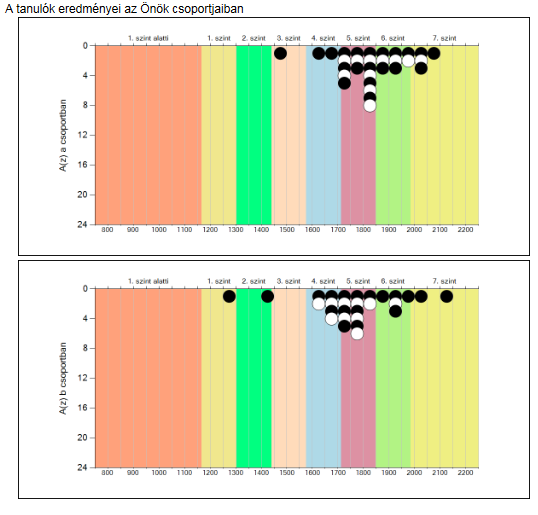 A tanulók eredményei az Önök csoportjaiban
1. szint alatti 1. szint 2. szint 3. szint 4. szint 5. szint 6. szint 7. szint
0
4
8
12
16
20
24
A(z) a csoportban
800 900 1000 1100 1200 1300 1400 1500 1600 1700 1800 1900 2000 2100 2200
1. szint alatti 1. szint 2. szint 3. szint 4. szint 5. szint 6. szint 7. szint
0
4
8
12
16
20
24
A(z) b csoportban
800 900 1000 1100 1200 1300 1400 1500 1600 1700 1800 1900 2000 2100 2200